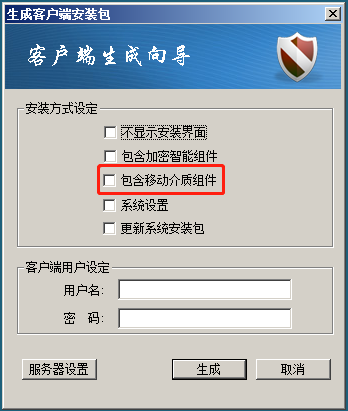 生成客户端安装包
客户端生成向导
安装方式设定
不显示安装界面
包含加密智能组件
包含移动介质组件
系统设置
更新系统安装包
客户端用户设定
用户名:
密 码:
服务器设置 生成 取消